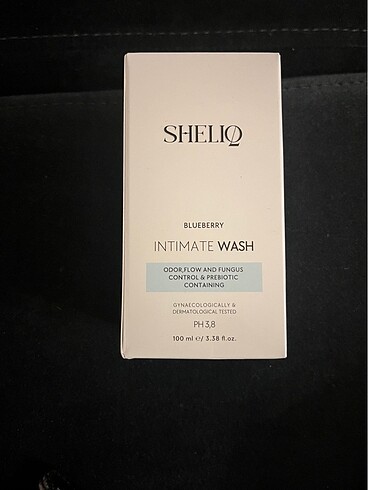 SHELIQ
BLUEBERRY
INTIMATE WASH
ODOR,FLOW AND FUNGUS
CONTROL & PREBIOTIC
CONTAINING
GYNAECOLOGICALLY &
DERMATOLOGICAL TESTED
PH 3,8
100 ml ℮/ 3.38 fl.oz.